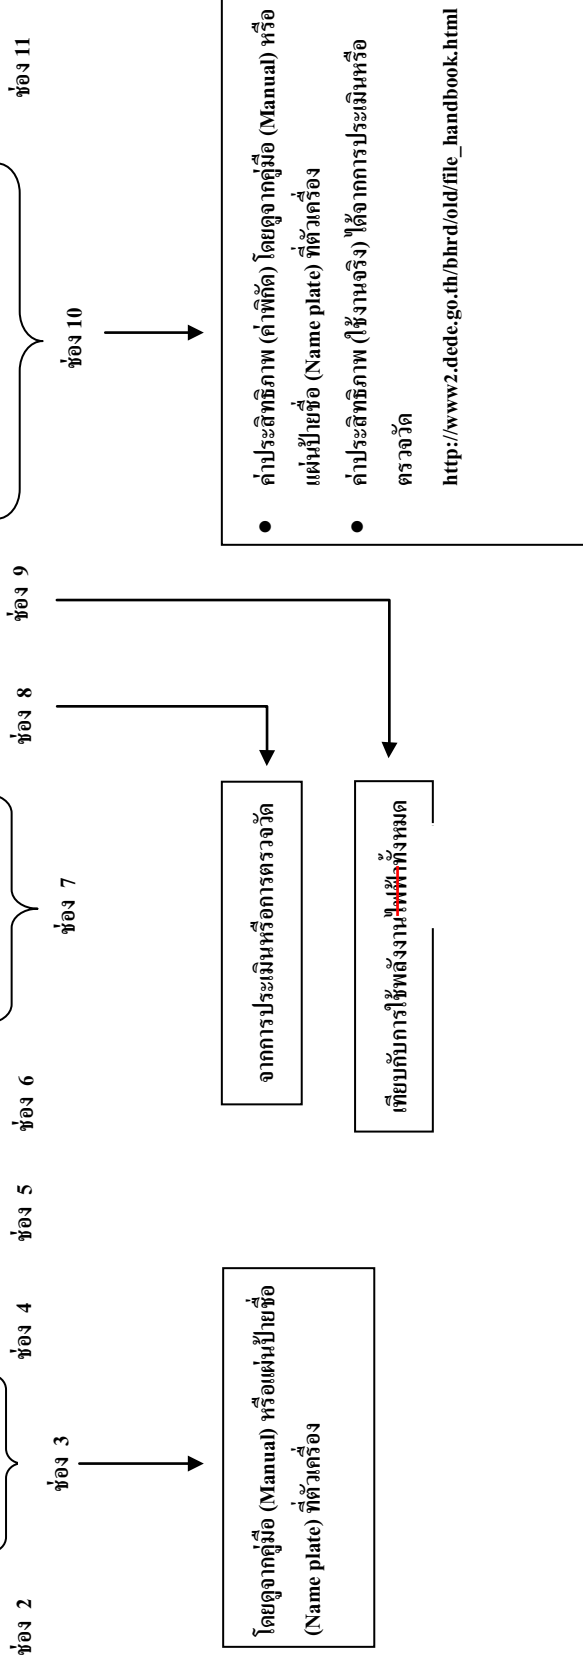 ช่อง 2
ช่อง 3
ช่อง 4
ช่อง 5
ช่อง 6
ช่อง 7
ช่อง 8
ช่อง 9
ช่อง 10
ช่อง 11
โดยดูจากคู่มือ (Manual) หรือแผ่นป้ายชื่อ
(Name plate) ที่ตัวเครื่อง
จากการประเมินหรือการตรวจวัด
เทียบกับการใช้พลังงานไฟฟ้าทั้งหมด
● ค่าประสิทธิภาพ (ค่าพิกัด) โดยดูจากคู่มือ (Manual) หรือ
แผ่นป้ายชื่อ (Name plate) ที่ตัวเครื่อง
● ค่าประสิทธิภาพ (ใช้งานจริง) ได้จากการประเมินหรือ
ตรวจวัด
http://www2.dede.go.th/bhrd/old/file_handbook.html